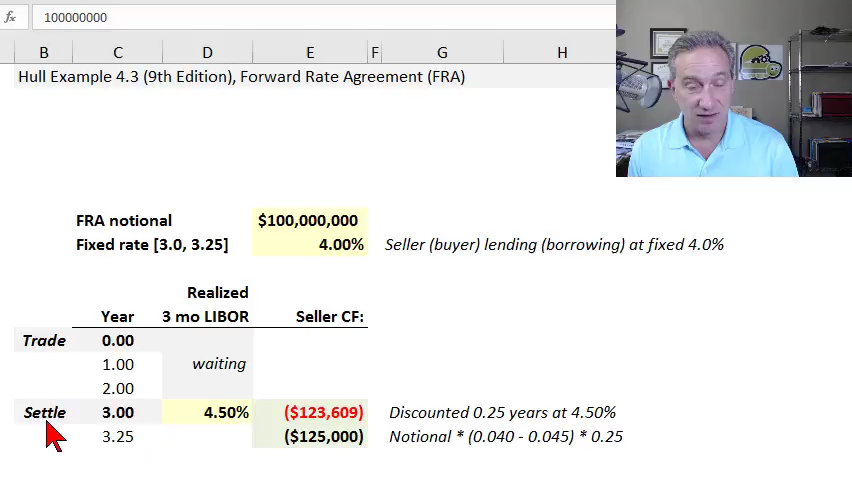 fx 100000000
B C D E F G H
Hull Example 4.3 (9th Edition), Forward Rate Agreement (FRA)
FRA notional $100,000,000
Fixed rate [3.0, 3.25] 4.00% Seller (buyer) lending (borrowing) at fixed 4.0%
Realized
Year 3 mo LIBOR Seller CF:
Trade 0.00
1.00 waiting
2.00
Settle 3.00 4.50% ($123,609) Discounted 0.25 years at 4.50%
3.25 ($125,000) Notional * (0.040 - 0.045) * 0.25